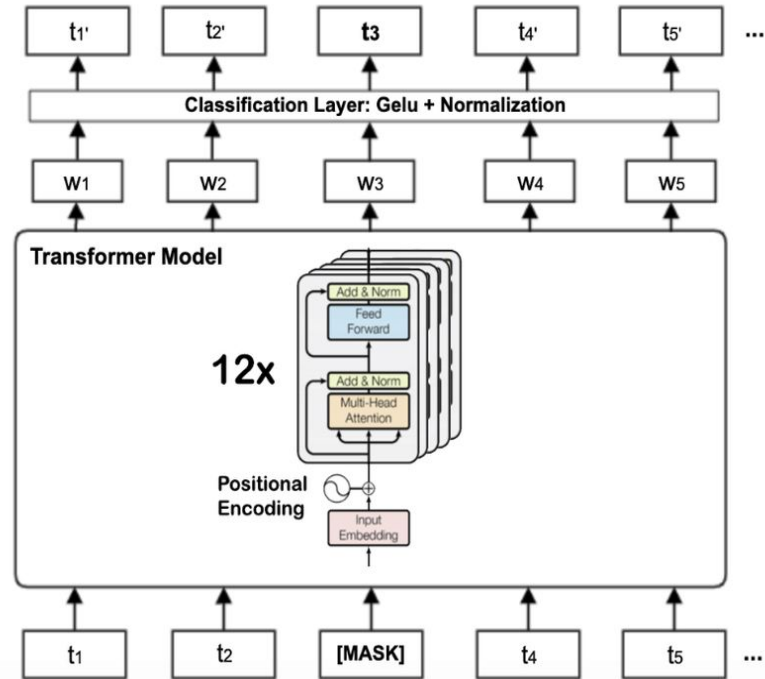 t1' t2' t3 t4' t5' ...
Classification Layer: Gelu + Normalization
w1 w2 w3 w4 w5
Transformer Model
Add & Norm
Feed
Forward
12x
Add & Norm
Multi-Head
Attention
Positional
Encoding
Input
Embedding
t1 t2 [MASK] t4 t5 ...